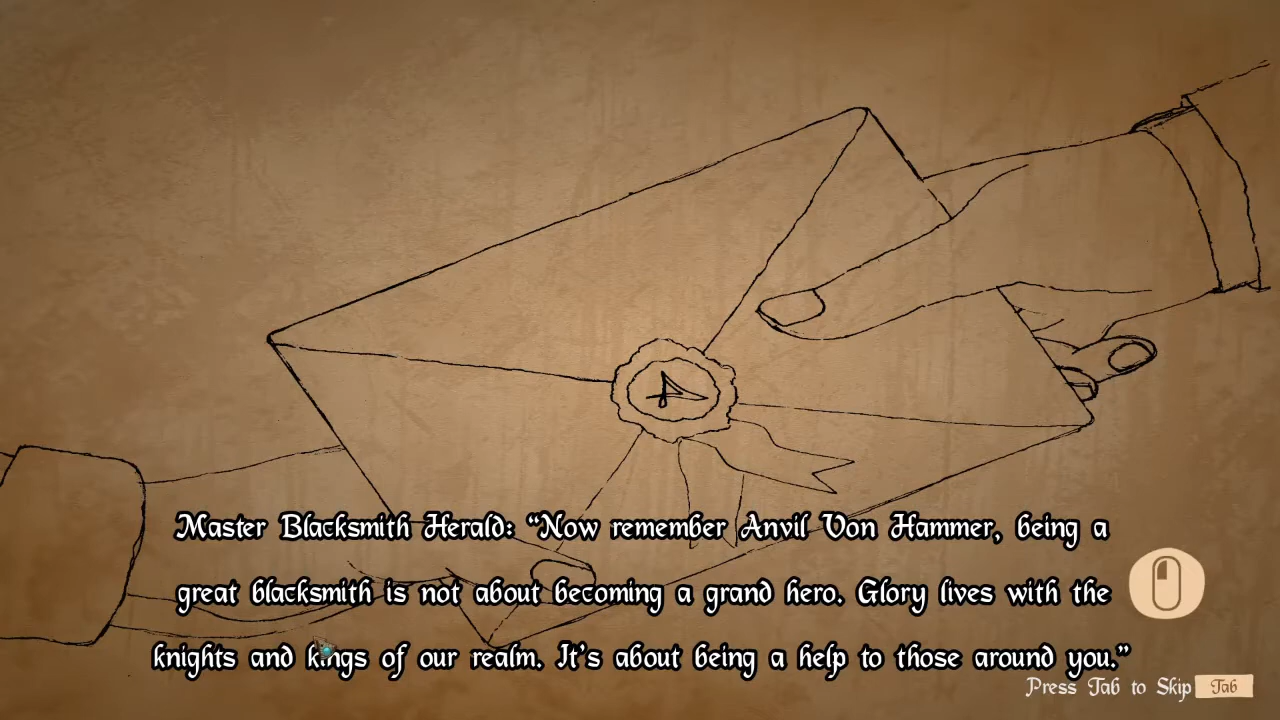 Master Blacksmith Herald: “Now remember Anvil Von Hammer, being a
great blacksmith is not about becoming a grand hero. Glory lives with the
knights and kings of our realm. It's about being a help to those around you.”
Press Tab to Skip Tab